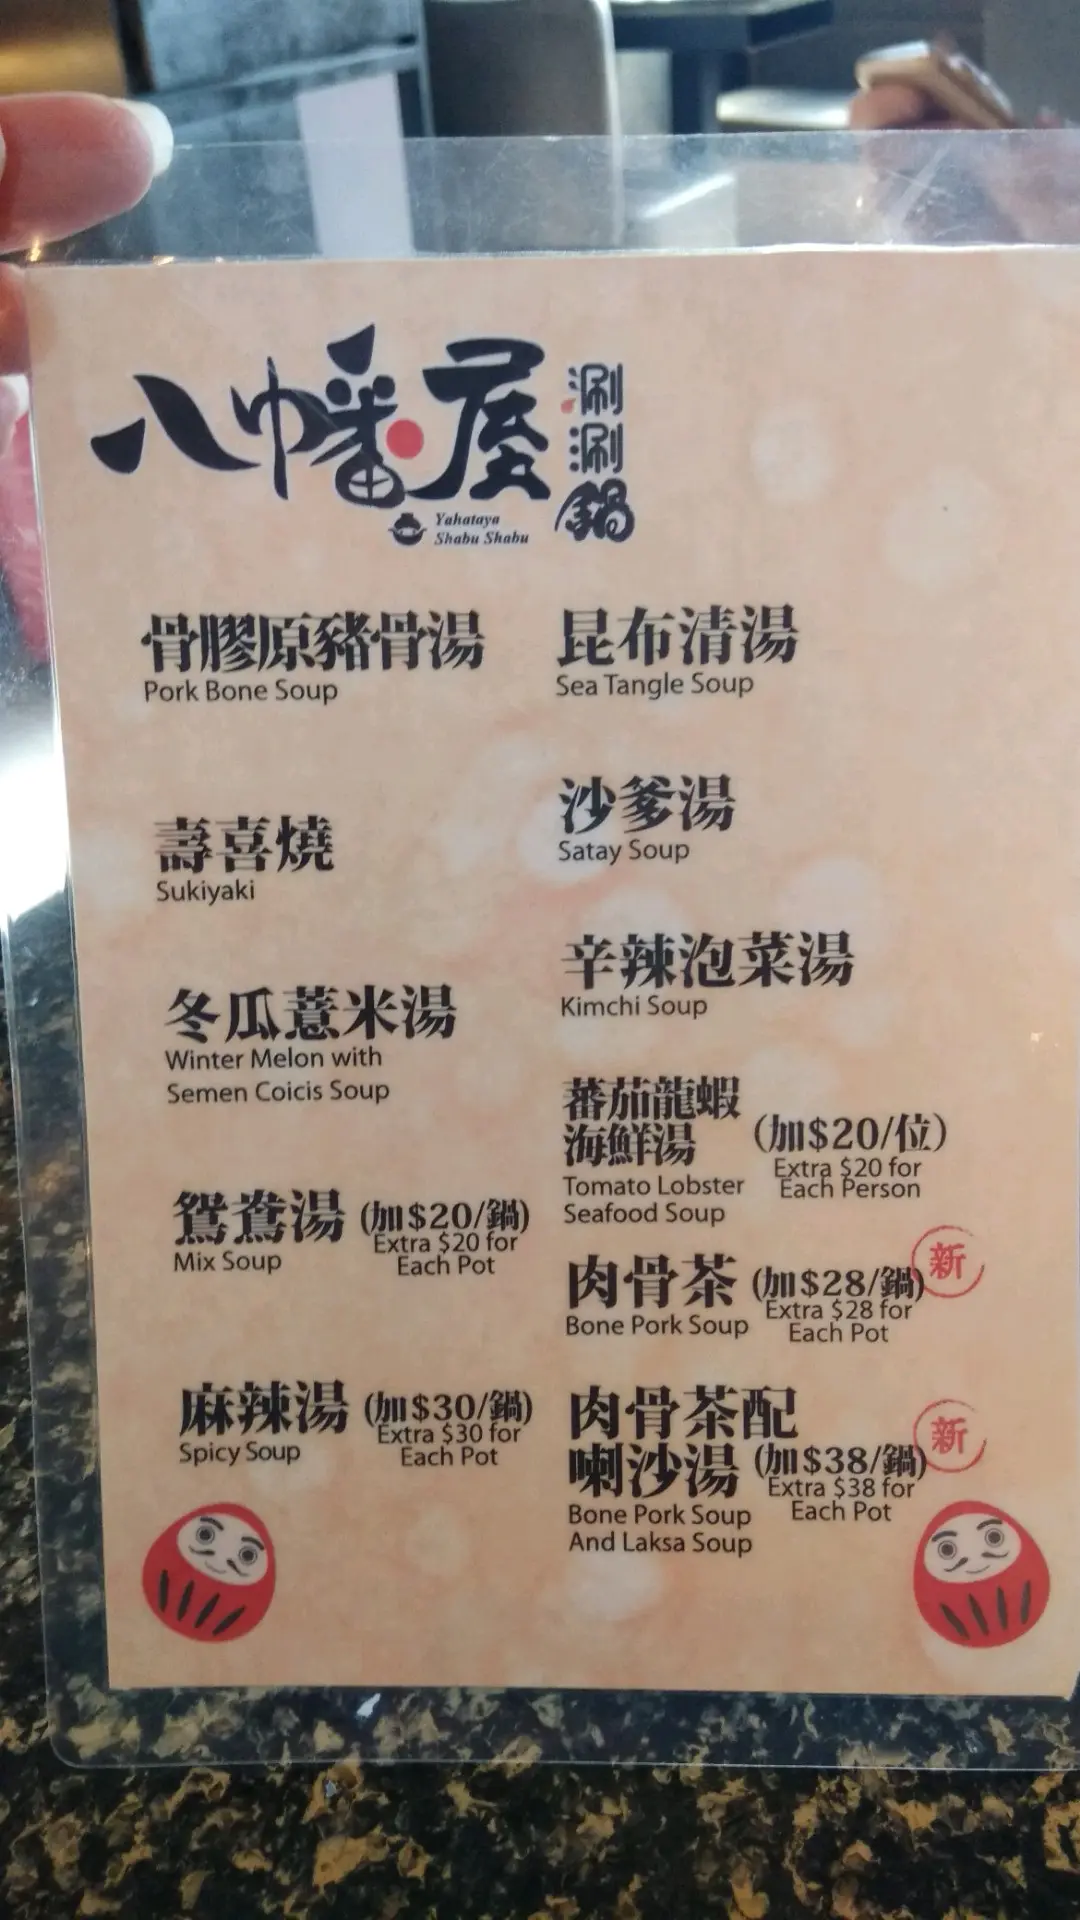 八幡屋
涮涮鍋
Yahataya
Shabu Shabu
骨膠原豬骨湯
Pork Bone Soup
壽喜燒
Sukiyaki
冬瓜薏米湯
Winter Melon with
Semen Coicis Soup
鴛鴦湯 (加$20/鍋)
Mix Soup
Extra $20 for
Each Pot
麻辣湯 (加$30/鍋)
Spicy Soup
Extra $30 for
Each Pot
昆布清湯
Sea Tangle Soup
沙爹湯
Satay Soup
辛辣泡菜湯
Kimchi Soup
蕃茄龍蝦
海鮮湯 (加$20/位)
Tomato Lobster
Seafood Soup
Extra $20 for
Each Person
肉骨茶 (加$28/鍋) 新
Bone Pork Soup
Extra $28 for
Each Pot
肉骨茶配
喇沙湯 (加$38/鍋) 新
Bone Pork Soup
And Laksa Soup
Extra $38 for
Each Pot